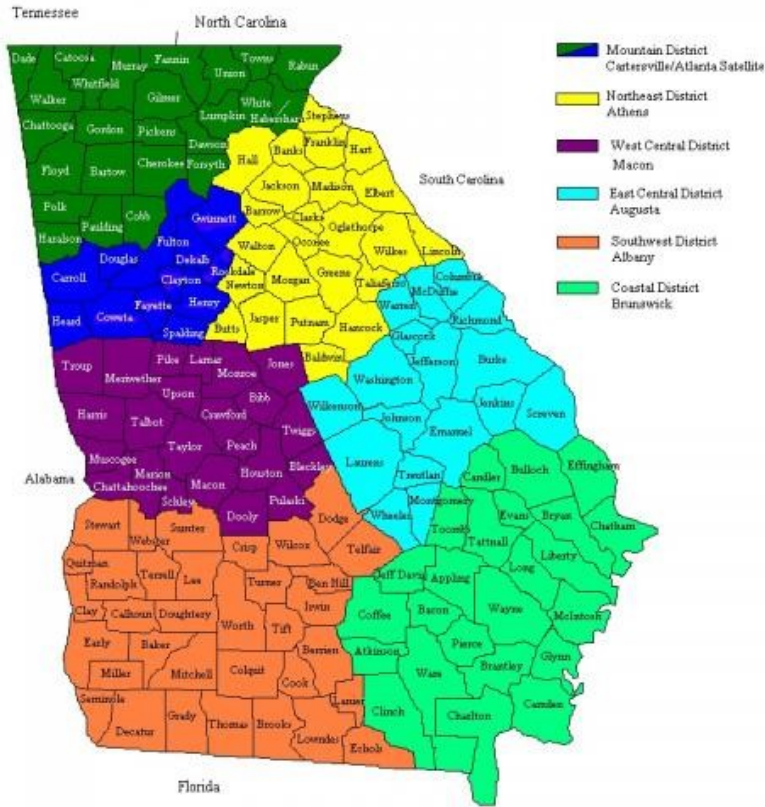 Tennessee
North Carolina
Dade
Catoosa
Whitfield
Murray
Fannin
Union
Towns
Rabun
Walker
Gilmer
Lumpkin
White
Habersham
Chattooga
Gordon
Pickens
Dawson
Floyd
Bartow
Cherokee
Forsyth
Polk
Paulding
Cobb
Haralson
Stephens
Hall
Banks
Franklin
Hart
Jackson
Madison
Elbert
Barrow
Clarke
Oglethorpe
Walton
Oconee
Wilkes
Lincoln
Newton
Morgan
Greene
Taliaferro
Butts
Jasper
Putnam
Hancock
Baldwin
Gwinnett
Fulton
Dekalb
Rockdale
Carroll
Douglas
Clayton
Heard
Coweta
Fayette
Henry
Spalding
Troup
Meriwether
Pike
Lamar
Monroe
Jones
Upson
Bibb
Harris
Talbot
Crawford
Twiggs
Taylor
Peach
Muscogee
Marion
Houston
Bleckley
Chattahoochee
Macon
Schley
Dooly
Pulaski
Columbia
McDuffie
Warren
Richmond
Glascock
Jefferson
Burke
Washington
Wilkenson
Johnson
Jenkins
Screven
Emanuel
Laurens
Treutlan
Montgomery
Wheeler
Stewart
Webster
Sumter
Crisp
Wilcox
Dodge
Telfair
Quitman
Randolph
Terrell
Lee
Turner
Ben Hill
Clay
Calhoun
Doughtery
Worth
Tift
Irwin
Early
Baker
Berrien
Miller
Mitchell
Colquit
Cook
Lanier
Seminole
Decatur
Grady
Thomas
Brooks
Lowndes
Echols
Candler
Bulloch
Effingham
Toombs
Evans
Bryan
Chatham
Tattnall
Liberty
Long
Jeff Davis
Appling
Coffee
Bacon
Wayne
McIntosh
Atkinson
Pierce
Ware
Brantley
Glynn
Clinch
Charlton
Camden
South Carolina
Alabama
Florida
Mountain District
Cartersville/Atlanta Satellite
Northeast District
Athens
West Central District
Macon
East Central District
Augusta
Southwest District
Albany
Coastal District
Brunswick